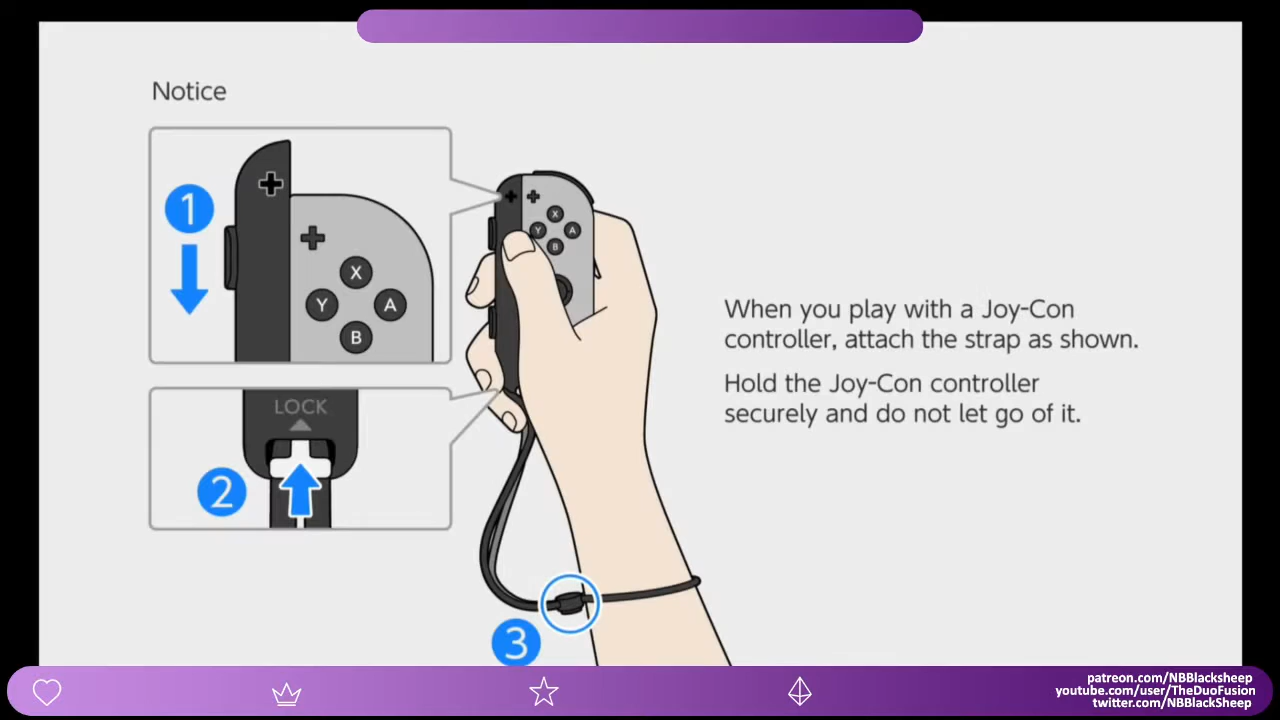 Notice
1
+
+
X
Y
A
B
+
+
X
Y
A
B
When you play with a Joy-Con
controller, attach the strap as shown.
Hold the Joy-Con controller
securely and do not let go of it.
LOCK
2
3
patreon.com/NBBlacksheep
youtube.com/user/TheDuoFusion
twitter.com/NBBlackSheep